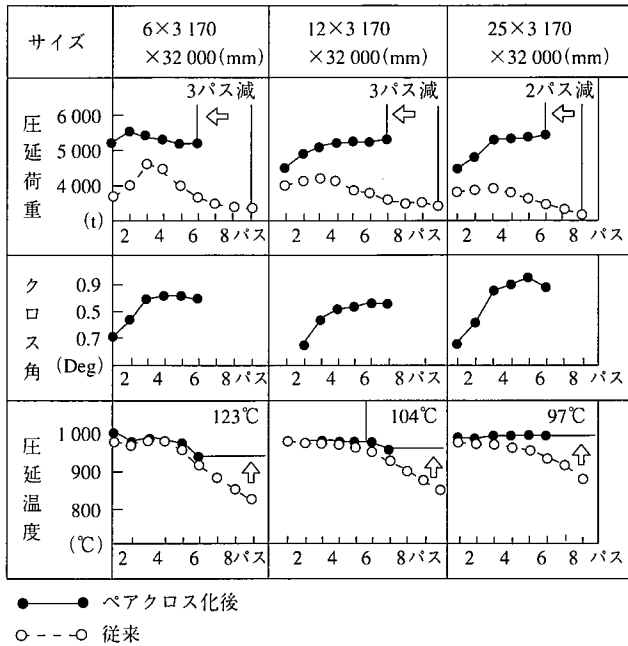 サイズ
6×3 170
×32 000(mm)
12×3 170
×32 000(mm)
25×3 170
×32 000(mm)
圧延荷重
(t)
6 000
5 000
4 000
3パス減
2 4 6 8パス
3パス減
2 4 6 8パス
2パス減
2 4 6 8パス
クロス角
(Deg)
0.9
0.5
0.7
2 4 6 8パス
2 4 6 8パス
2 4 6 8パス
圧延温度
(℃)
1 000
900
800
123℃
2 4 6 8パス
104℃
2 4 6 8パス
97℃
2 4 6 8パス
ペアクロス化後
従来